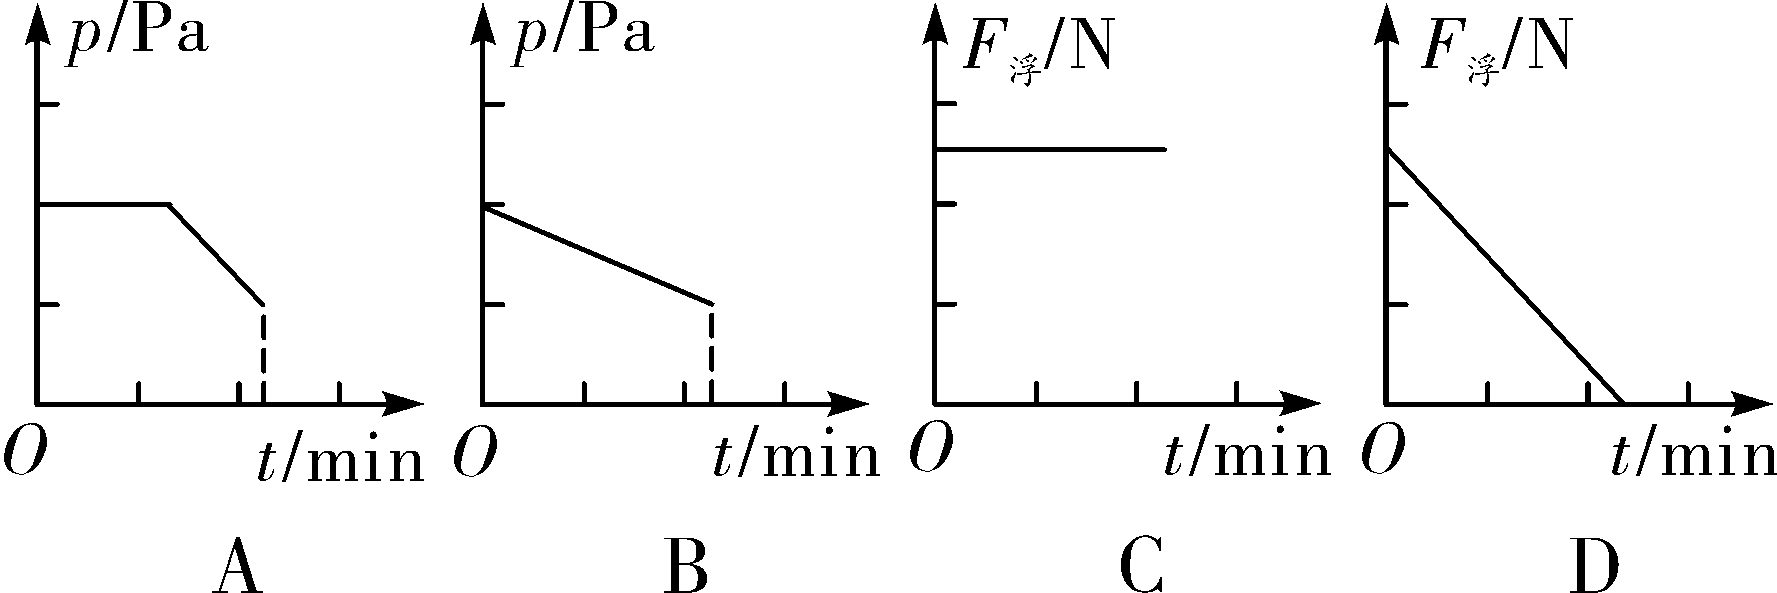 p/Pa
O
t/min
A
p/Pa
O
t/min
B
F浮/N
O
t/min
C
F浮/N
O
t/min
D